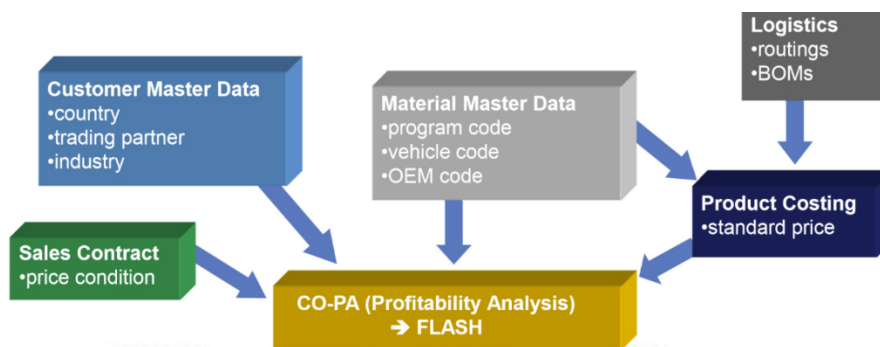 Logistics
•routings
•BOMs
Customer Master Data
•country
•trading partner
•industry
Material Master Data
•program code
•vehicle code
•OEM code
Product Costing
•standard price
Sales Contract
•price condition
CO-PA (Profitability Analysis)
➔ FLASH